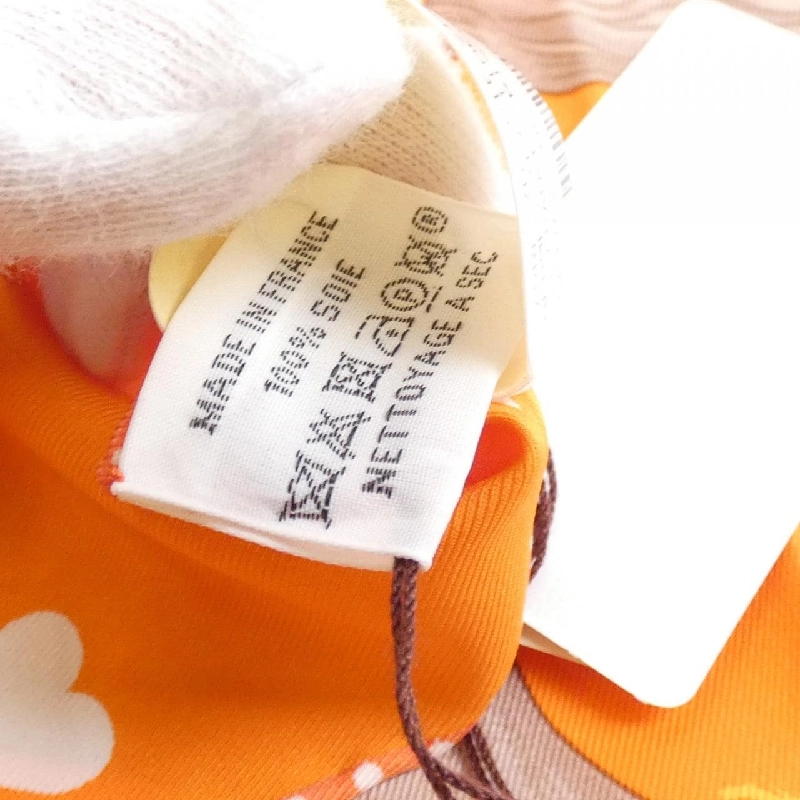 MADE IN FRANCE
100% SOIE
NETTOYAGE A SEC